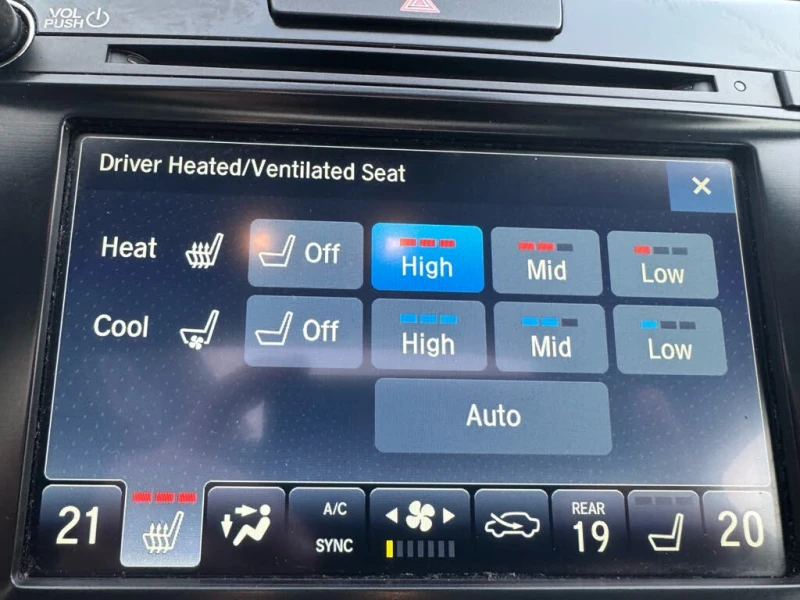 VOL
PUSH
Driver Heated/Ventilated Seat
Heat Off High Mid Low
Cool Off High Mid Low
Auto
21 A/C SYNC REAR 19 20